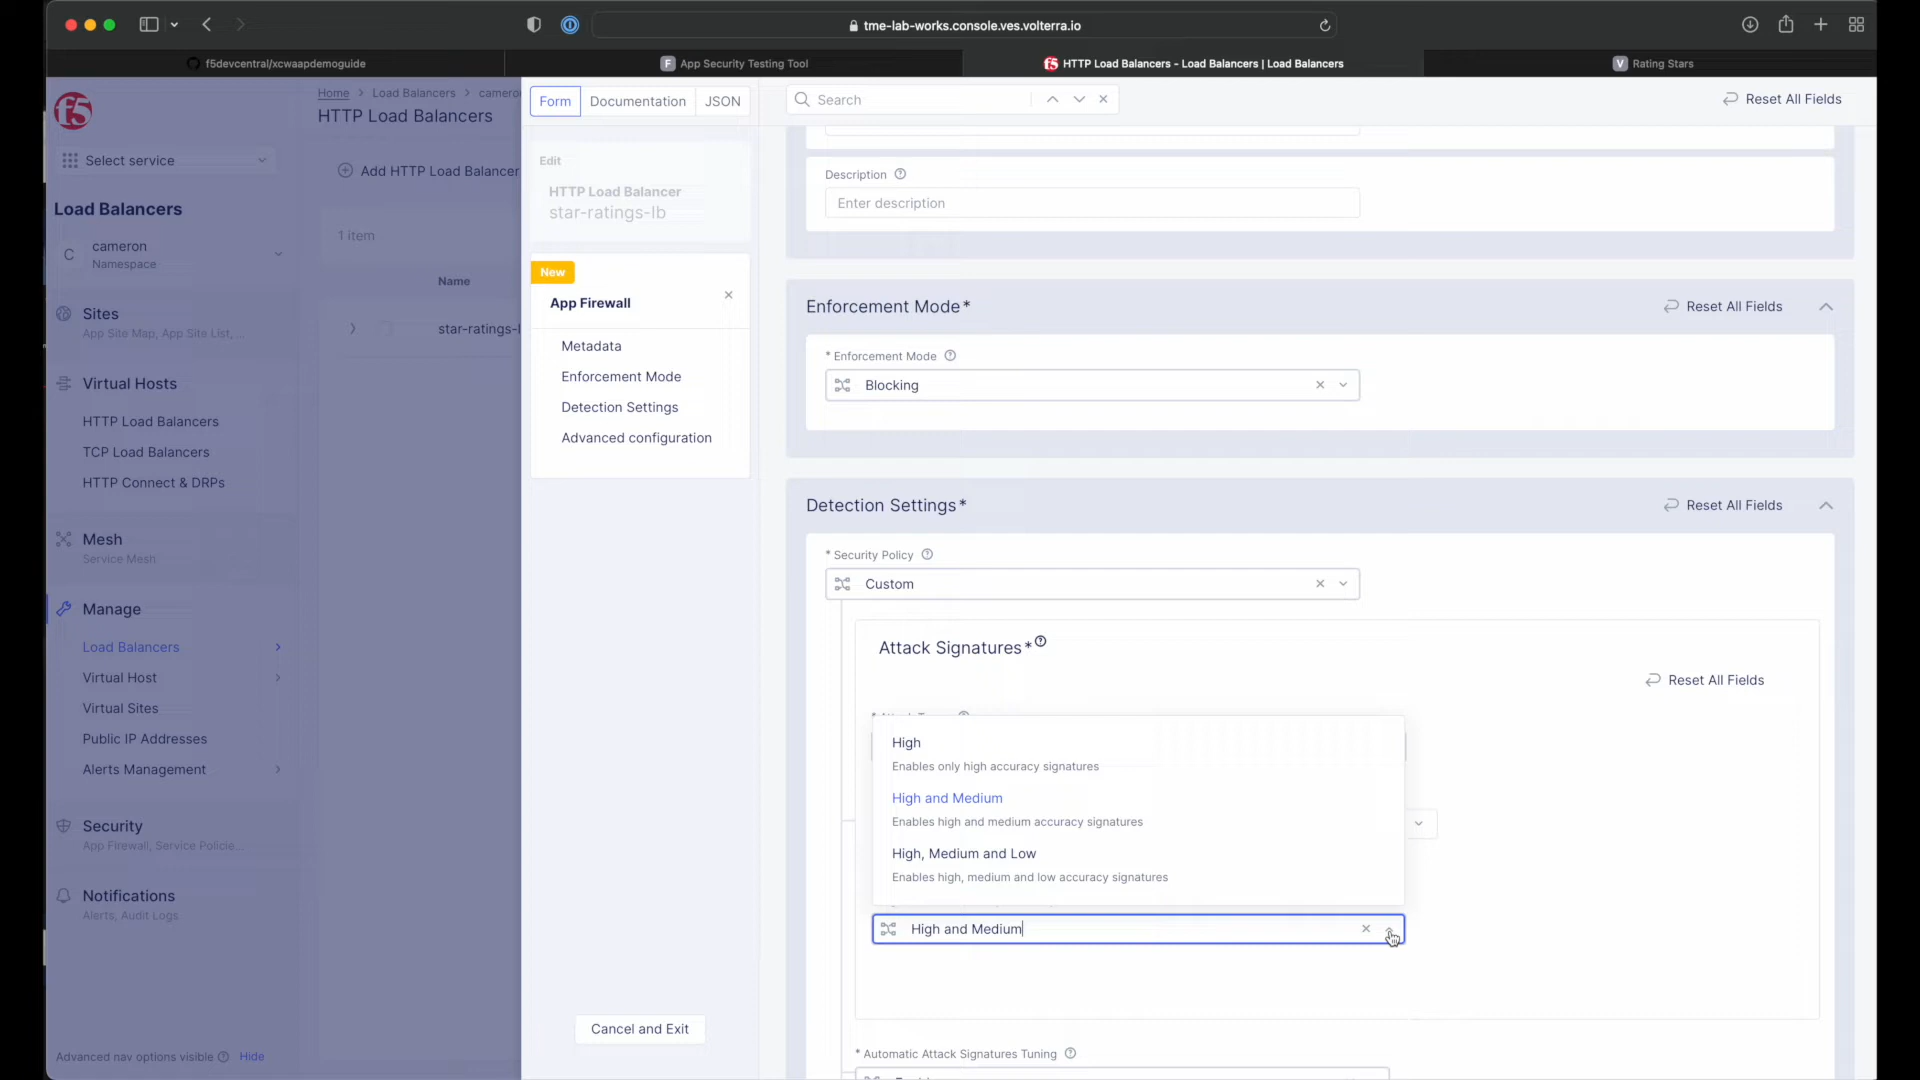 tme-lab-works.console.ves.volterra.io
f5devcentral/xcwaapdemoguide
F App Security Testing Tool
f5 HTTP Load Balancers - Load Balancers | Load Balancers
V Rating Stars
f5
Home > Load Balancers > camero
HTTP Load Balancers
Select service
Add HTTP Load Balancer
Load Balancers
C cameron
Namespace
1 item
Name
Sites
App Site Map, App Site List, ...
star-ratings-l
Virtual Hosts
HTTP Load Balancers
TCP Load Balancers
HTTP Connect & DRPs
Mesh
Service Mesh
Manage
Load Balancers
Virtual Host
Virtual Sites
Public IP Addresses
Alerts Management
Security
App Firewall, Service Policie...
Notifications
Alerts, Audit Logs
Advanced nav options visible Hide
Form Documentation JSON
Search
Reset All Fields
Edit
HTTP Load Balancer
star-ratings-lb
New
App Firewall
Metadata
Enforcement Mode
Detection Settings
Advanced configuration
Cancel and Exit
Description
Enter description
Enforcement Mode*
Reset All Fields
* Enforcement Mode
Blocking
Detection Settings*
Reset All Fields
* Security Policy
Custom
Attack Signatures*
Reset All Fields
High
Enables only high accuracy signatures
High and Medium
Enables high and medium accuracy signatures
High, Medium and Low
Enables high, medium and low accuracy signatures
High and Medium
* Automatic Attack Signatures Tuning